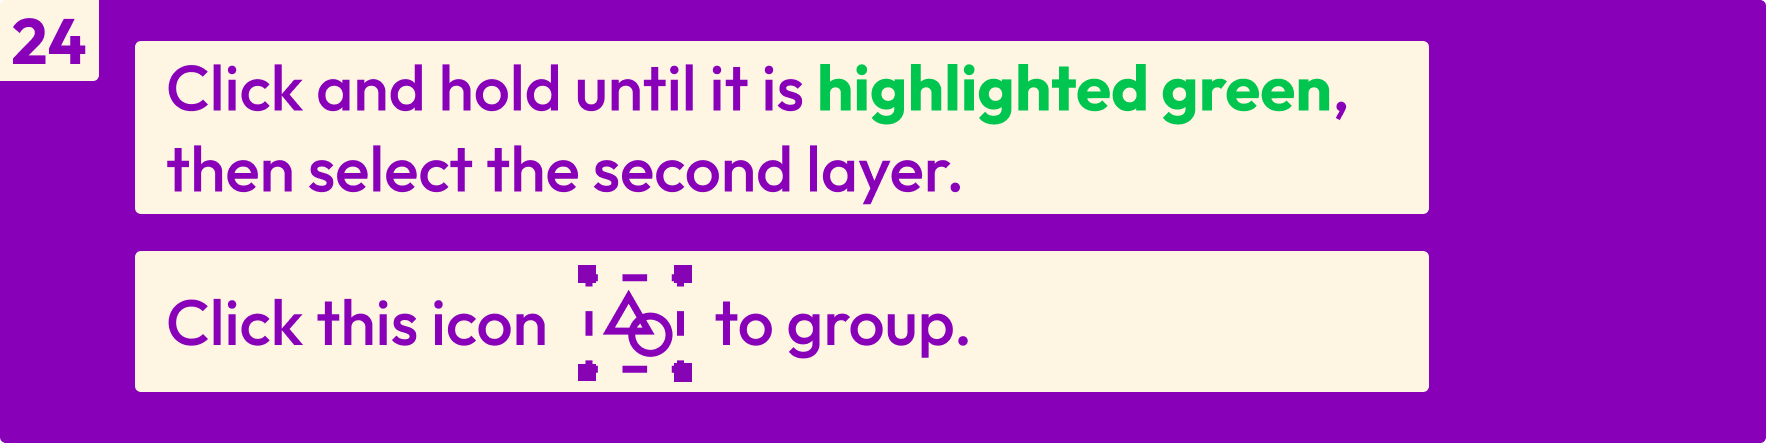 24
Click and hold until it is highlighted green,
then select the second layer.
Click this icon to group.